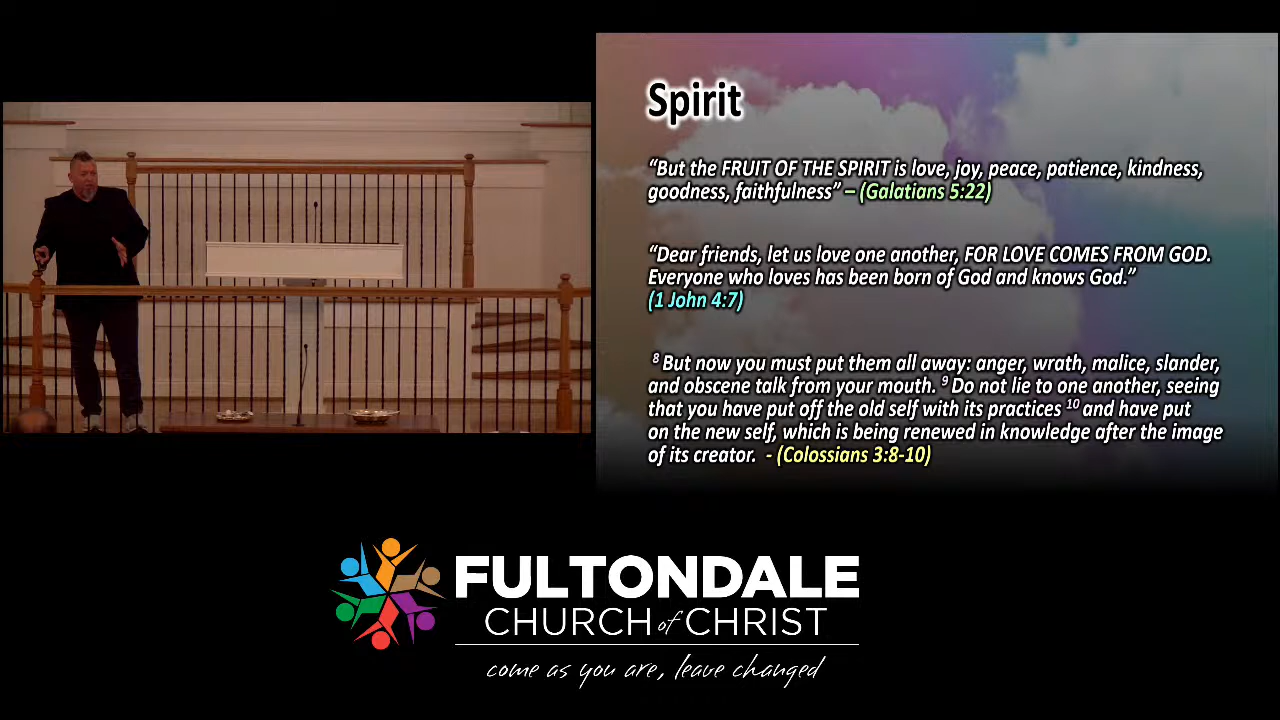 Spirit
“But the FRUIT OF THE SPIRIT is love, joy, peace, patience, kindness,
goodness, faithfulness” – (Galatians 5:22)
“Dear friends, let us love one another, FOR LOVE COMES FROM GOD.
Everyone who loves has been born of God and knows God.”
(1 John 4:7)
⁸ But now you must put them all away: anger, wrath, malice, slander,
and obscene talk from your mouth. ⁹ Do not lie to one another, seeing
that you have put off the old self with its practices ¹⁰ and have put
on the new self, which is being renewed in knowledge after the image
of its creator. - (Colossians 3:8-10)
FULTONDALE
CHURCH of CHRIST
come as you are, leave changed